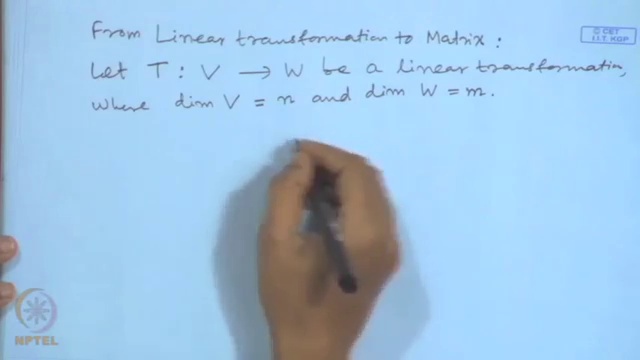 From Linear transformation to Matrix :
© CET
I.I.T. KGP
Let T : V → W be a linear transformation,
where dim V = n and dim W = m.
NPTEL